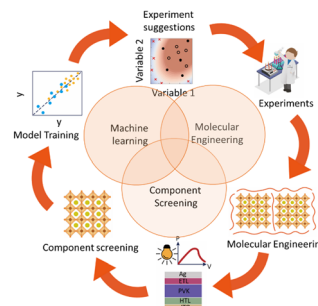 Experiment
suggestions
Variable 2
Variable 1
Experiments
y
y
Model Training
Machine
learning
Molecular
Engineering
Component
Screening
Component screening
Molecular Engineerin
P
V
Ag
ETL
PVK
HTL